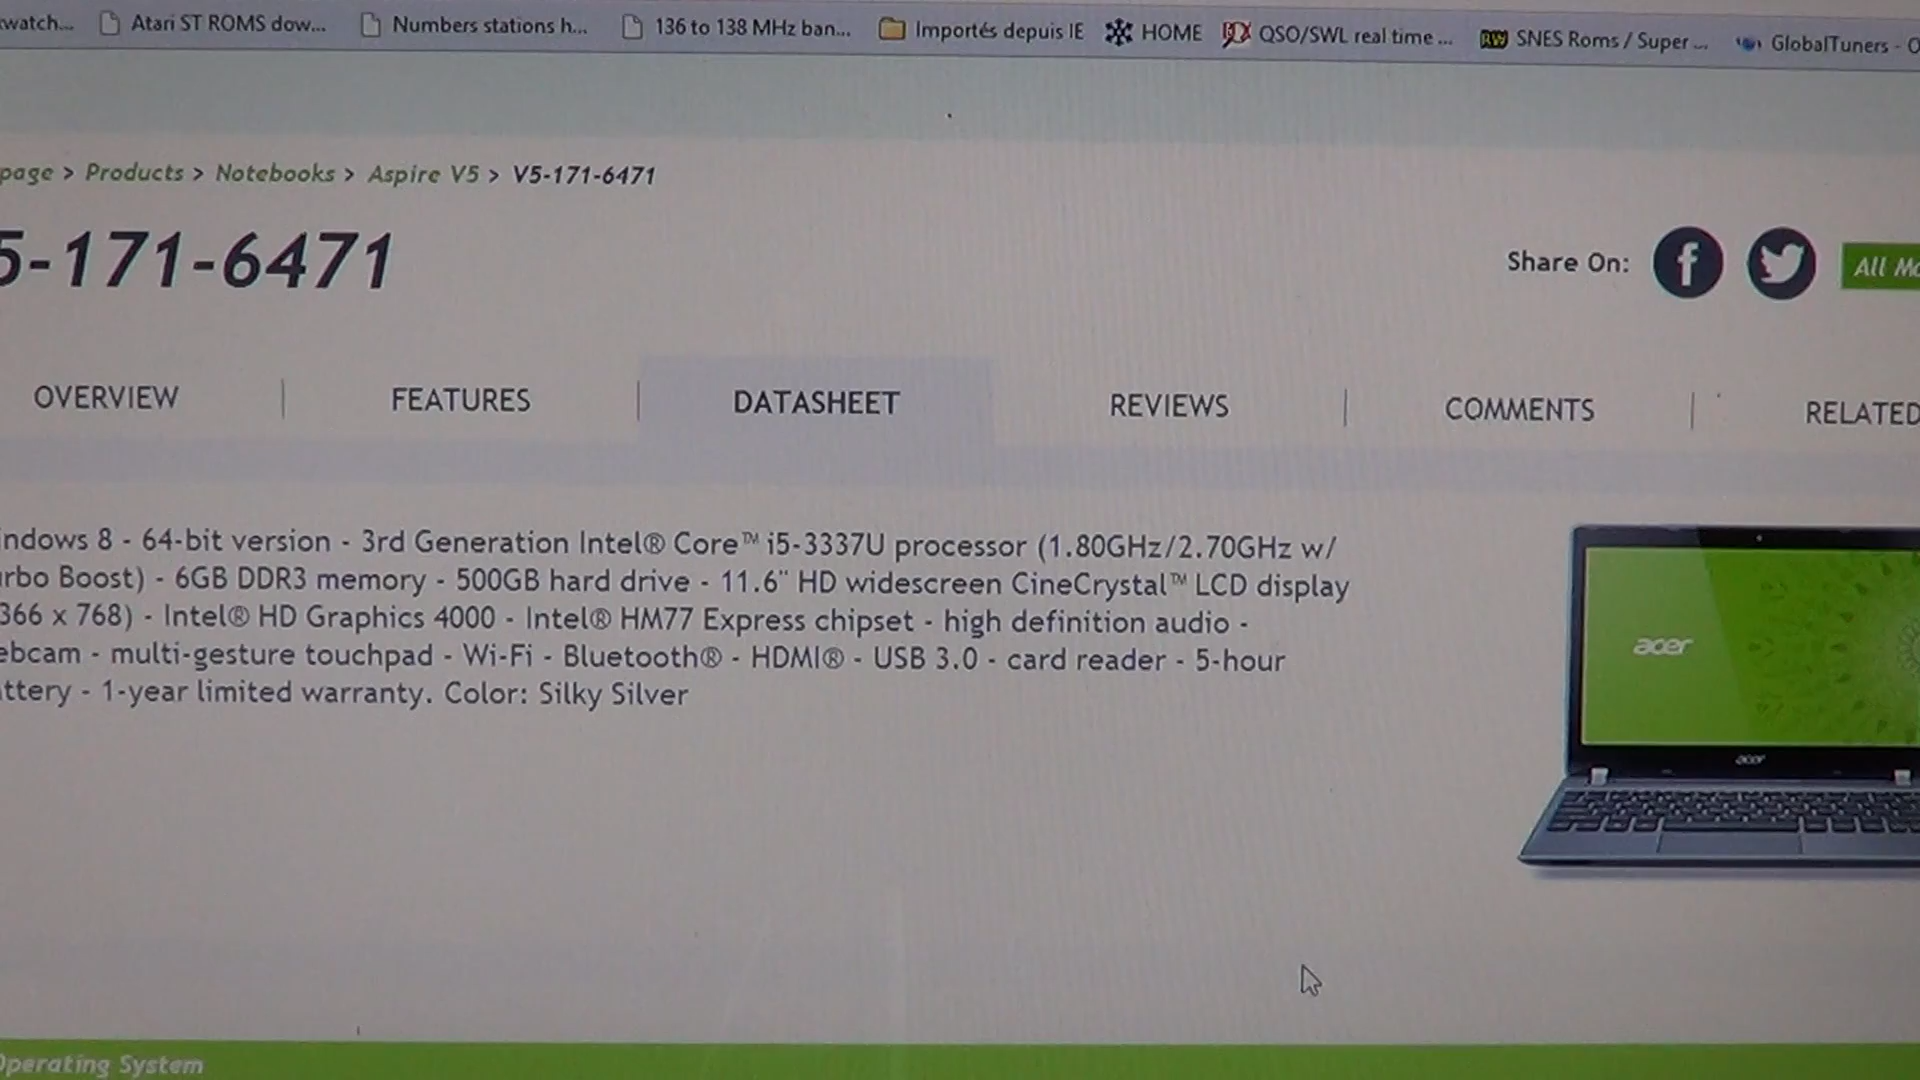 watch... Atari ST ROMS dow... Numbers stations h... 136 to 138 MHz ban... Importés depuis IE HOME QSO/SWL real time ... SNES Roms / Super ... GlobalTuners - O
page > Products > Notebooks > Aspire V5 > V5-171-6471
5-171-6471
Share On:
All Mo
OVERVIEW | FEATURES | DATASHEET REVIEWS | COMMENTS | RELATED
indows 8 - 64-bit version - 3rd Generation Intel® Core™ i5-3337U processor (1.80GHz/2.70GHz w/
urbo Boost) - 6GB DDR3 memory - 500GB hard drive - 11.6" HD widescreen CineCrystal™ LCD display
366 x 768) - Intel® HD Graphics 4000 - Intel® HM77 Express chipset - high definition audio -
ebcam - multi-gesture touchpad - Wi-Fi - Bluetooth® - HDMI® - USB 3.0 - card reader - 5-hour
attery - 1-year limited warranty. Color: Silky Silver
acer
acer
Operating System